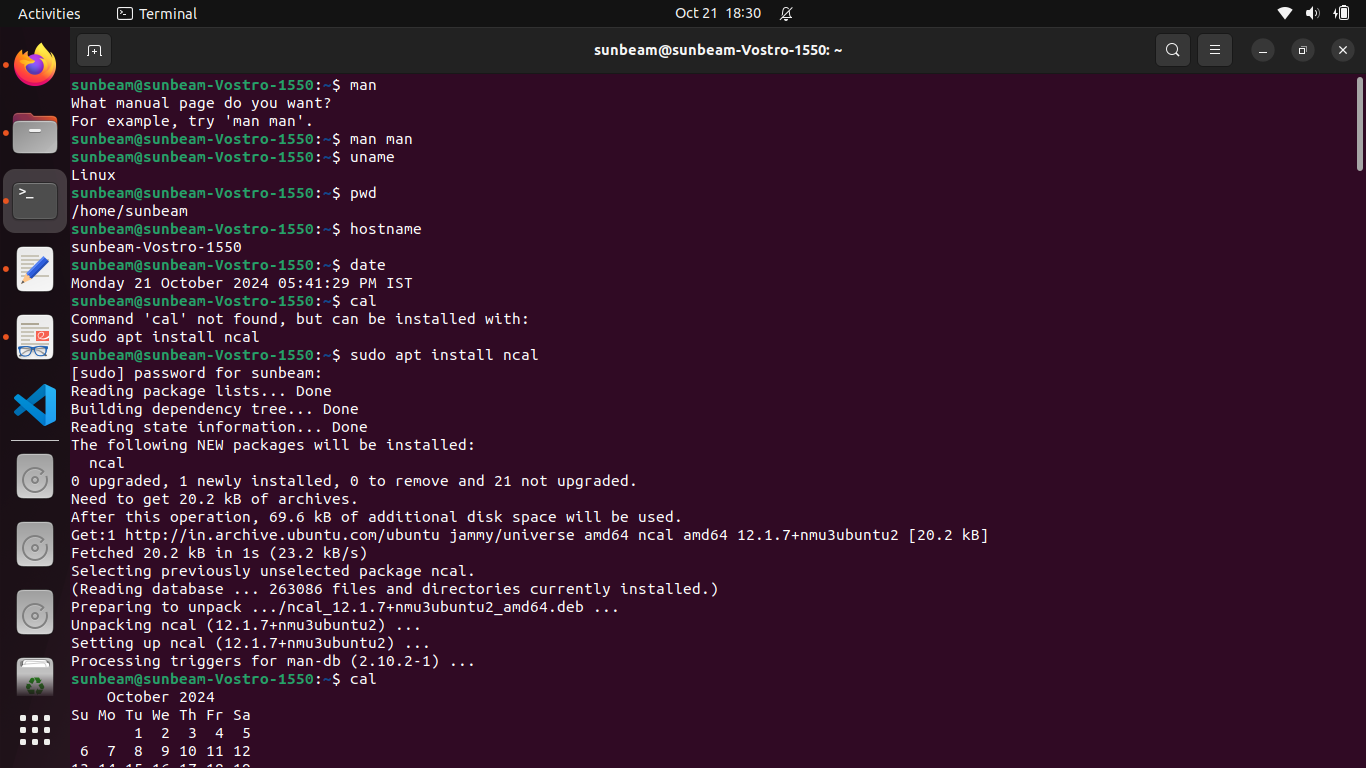 Activities Terminal Oct 21 18:30
sunbeam@sunbeam-Vostro-1550: ~
sunbeam@sunbeam-Vostro-1550:~$ man
What manual page do you want?
For example, try 'man man'.
sunbeam@sunbeam-Vostro-1550:~$ man man
sunbeam@sunbeam-Vostro-1550:~$ uname
Linux
sunbeam@sunbeam-Vostro-1550:~$ pwd
/home/sunbeam
sunbeam@sunbeam-Vostro-1550:~$ hostname
sunbeam-Vostro-1550
sunbeam@sunbeam-Vostro-1550:~$ date
Monday 21 October 2024 05:41:29 PM IST
sunbeam@sunbeam-Vostro-1550:~$ cal
Command 'cal' not found, but can be installed with:
sudo apt install ncal
sunbeam@sunbeam-Vostro-1550:~$ sudo apt install ncal
[sudo] password for sunbeam:
Reading package lists... Done
Building dependency tree... Done
Reading state information... Done
The following NEW packages will be installed:
  ncal
0 upgraded, 1 newly installed, 0 to remove and 21 not upgraded.
Need to get 20.2 kB of archives.
After this operation, 69.6 kB of additional disk space will be used.
Get:1 http://in.archive.ubuntu.com/ubuntu jammy/universe amd64 ncal amd64 12.1.7+nmu3ubuntu2 [20.2 kB]
Fetched 20.2 kB in 1s (23.2 kB/s)
Selecting previously unselected package ncal.
(Reading database ... 263086 files and directories currently installed.)
Preparing to unpack .../ncal_12.1.7+nmu3ubuntu2_amd64.deb ...
Unpacking ncal (12.1.7+nmu3ubuntu2) ...
Setting up ncal (12.1.7+nmu3ubuntu2) ...
Processing triggers for man-db (2.10.2-1) ...
sunbeam@sunbeam-Vostro-1550:~$ cal
    October 2024
Su Mo Tu We Th Fr Sa
       1  2  3  4  5
 6  7  8  9 10 11 12
13 14 15 16 17 18 19